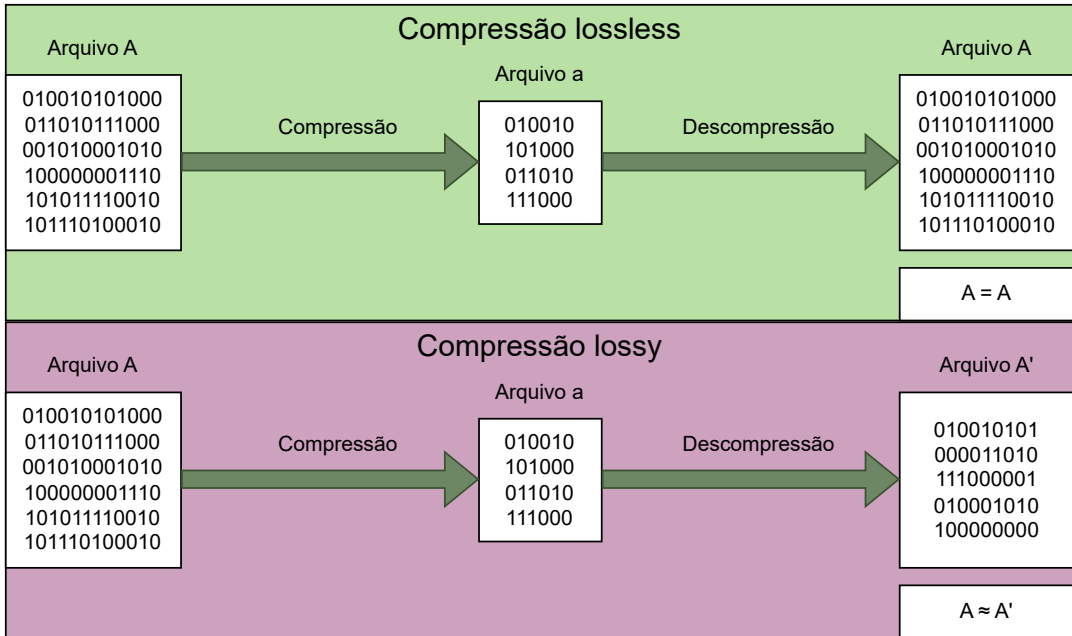 Compressão lossless
Arquivo A
Arquivo a
Arquivo A
010010101000
011010111000
001010001010
100000001110
101011110010
101110100010
Compressão
010010
101000
011010
111000
Descompressão
010010101000
011010111000
001010001010
100000001110
101011110010
101110100010
A = A
Compressão lossy
Arquivo A
Arquivo a
Arquivo A'
010010101000
011010111000
001010001010
100000001110
101011110010
101110100010
Compressão
010010
101000
011010
111000
Descompressão
010010101
000011010
111000001
010001010
100000000
A ≈ A'